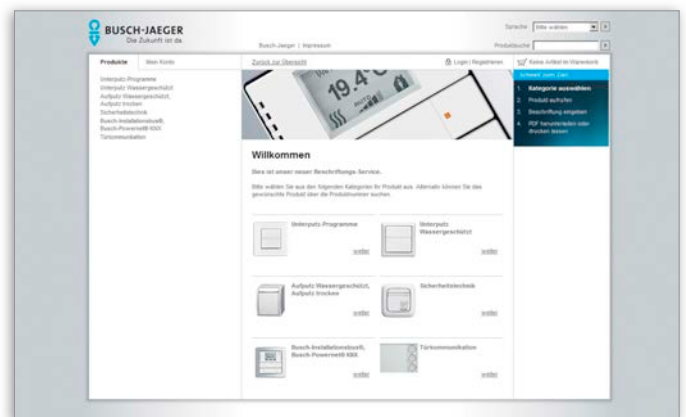 BUSCH-JAEGER
Die Zukunft ist da.
Busch-Jaeger | Impressum
Sprache Bitte wählen
Produktsuche
Produkte Mein Konto
Zurück zur Übersicht
Login | Registrieren
Keine Artikel im Warenkorb
Unterputz-Programme
Unterputz Wassergeschützt
Aufputz Wassergeschützt,
Aufputz trocken
Sicherheitstechnik
Busch-Installationsbus®,
Busch-Powernet® KNX
Türkommunikation
19.4°C
Schnell zum Ziel:
1. Kategorie auswählen
2. Produkt aufrufen
3. Beschriftung eingeben
4. PDF herunterladen oder
drucken lassen
Willkommen
Dies ist unser neuer Beschriftungs-Service.
Bitte wählen Sie aus den folgenden Kategorien Ihr Produkt aus. Alternativ können Sie das
gewünschte Produkt über die Produktnummer suchen.
Unterputz-Programme
weiter
Unterputz
Wassergeschützt
weiter
Aufputz Wassergeschützt,
Aufputz trocken
weiter
Sicherheitstechnik
weiter
Busch-Installationsbus®,
Busch-Powernet® KNX
weiter
Türkommunikation
weiter